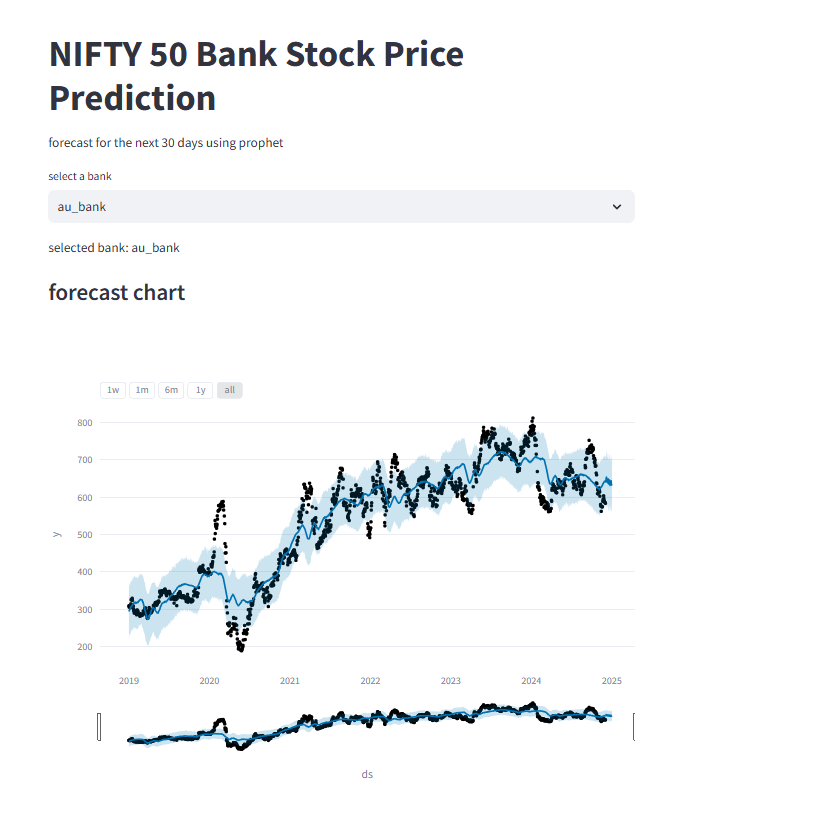 NIFTY 50 Bank Stock Price
Prediction
forecast for the next 30 days using prophet
select a bank
au_bank
selected bank: au_bank
forecast chart
1w 1m 6m 1y all
800
700
600
500
400
300
200
y
2019 2020 2021 2022 2023 2024 2025
ds